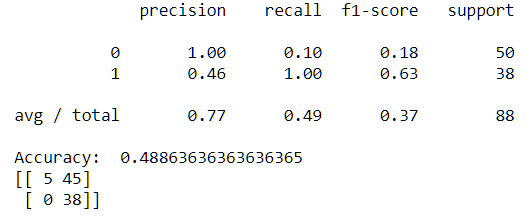 precision recall f1-score support
0 1.00 0.10 0.18 50
1 0.46 1.00 0.63 38
avg / total 0.77 0.49 0.37 88
Accuracy: 0.48863636363636365
[[ 5 45]
[ 0 38]]